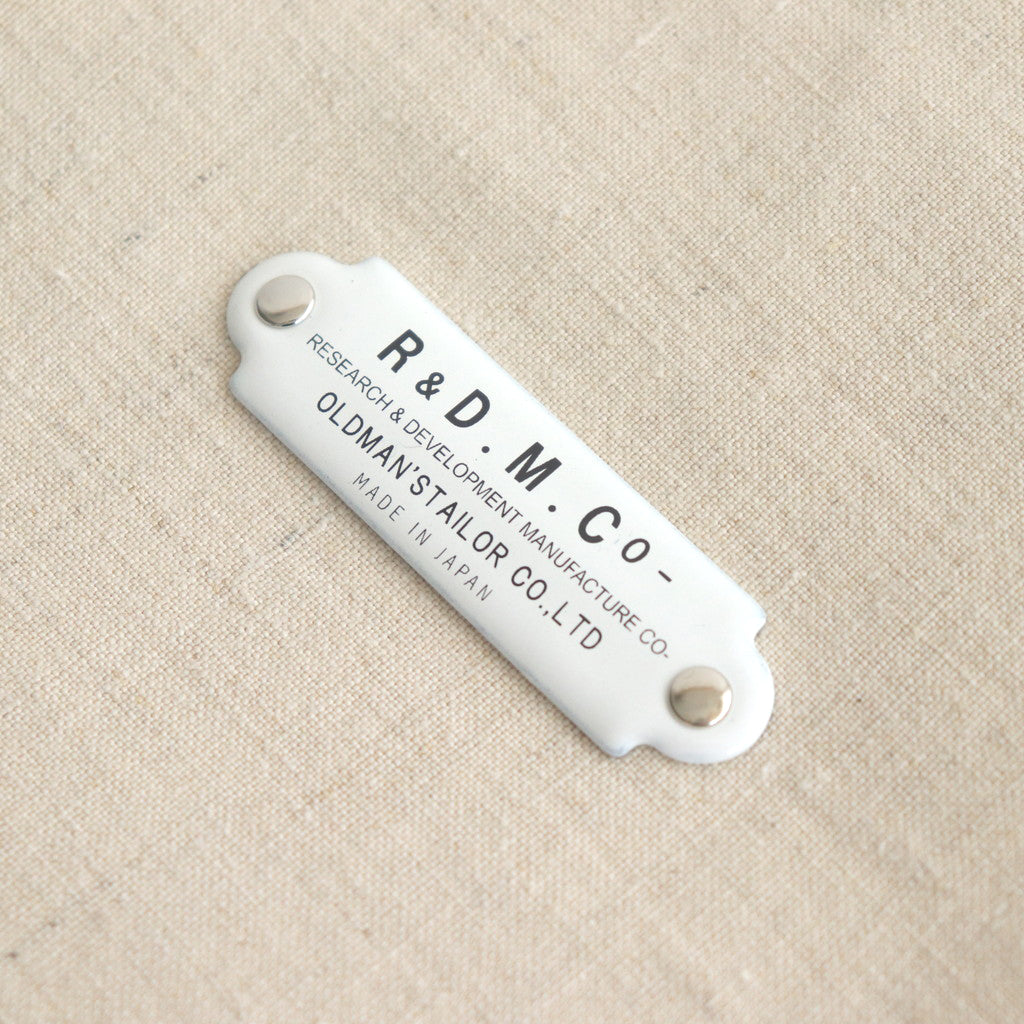 R & D . M . Co -
RESEARCH & DEVELOPMENT MANUFACTURE CO-
OLDMAN'STAILOR CO.,LTD
MADE IN JAPAN